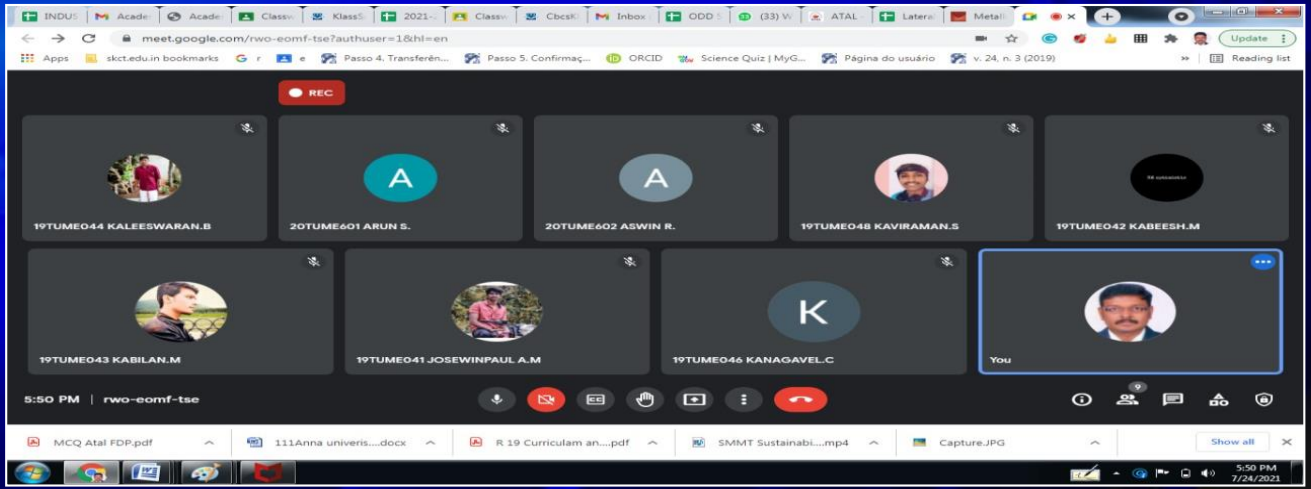 INDUS
Acade
Acade
Classw
KlassS
2021-
Classw
CbcsK
Inbox
ODD S
(33) W
ATAL -
Latera
Metall
meet.google.com/rwo-eomf-tse?authuser=1&hl=en
Update
Apps
skct.edu.in bookmarks
G r
e
Passo 4. Transferên...
Passo 5. Confirmaç...
ORCID
Science Quiz | MyG...
Página do usuário
v. 24, n. 3 (2019)
»
Reading list
REC
A
A
19TUME044 KALEESWARAN.B
20TUME601 ARUN S.
20TUME602 ASWIN R.
19TUME048 KAVIRAMAN.S
19TUME042 KABEESH.M
K
19TUME043 KABILAN.M
19TUME041 JOSEWINPAUL A.M
19TUME046 KANAGAVEL.C
You
9
5:50 PM | rwo-eomf-tse
CC
MCQ Atal FDP.pdf
111Anna univeris....docx
R 19 Curriculam an....pdf
SMMT Sustainabi....mp4
Capture.JPG
Show all
5:50 PM
7/24/2021